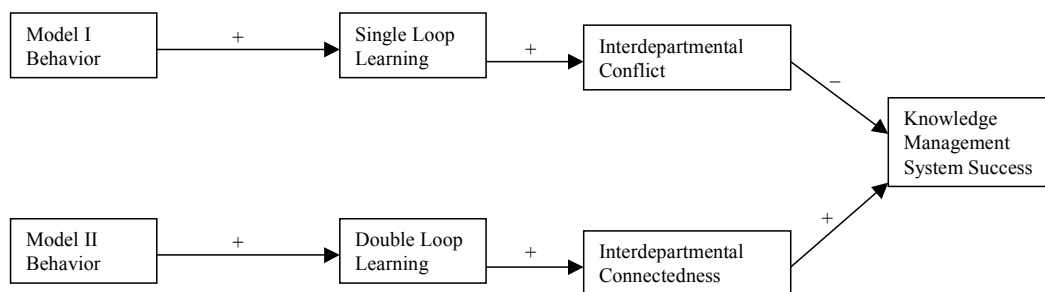 Model I
Behavior
+
Single Loop
Learning
+
Interdepartmental
Conflict
–
Knowledge
Management
System Success
Model II
Behavior
+
Double Loop
Learning
+
Interdepartmental
Connectedness
+